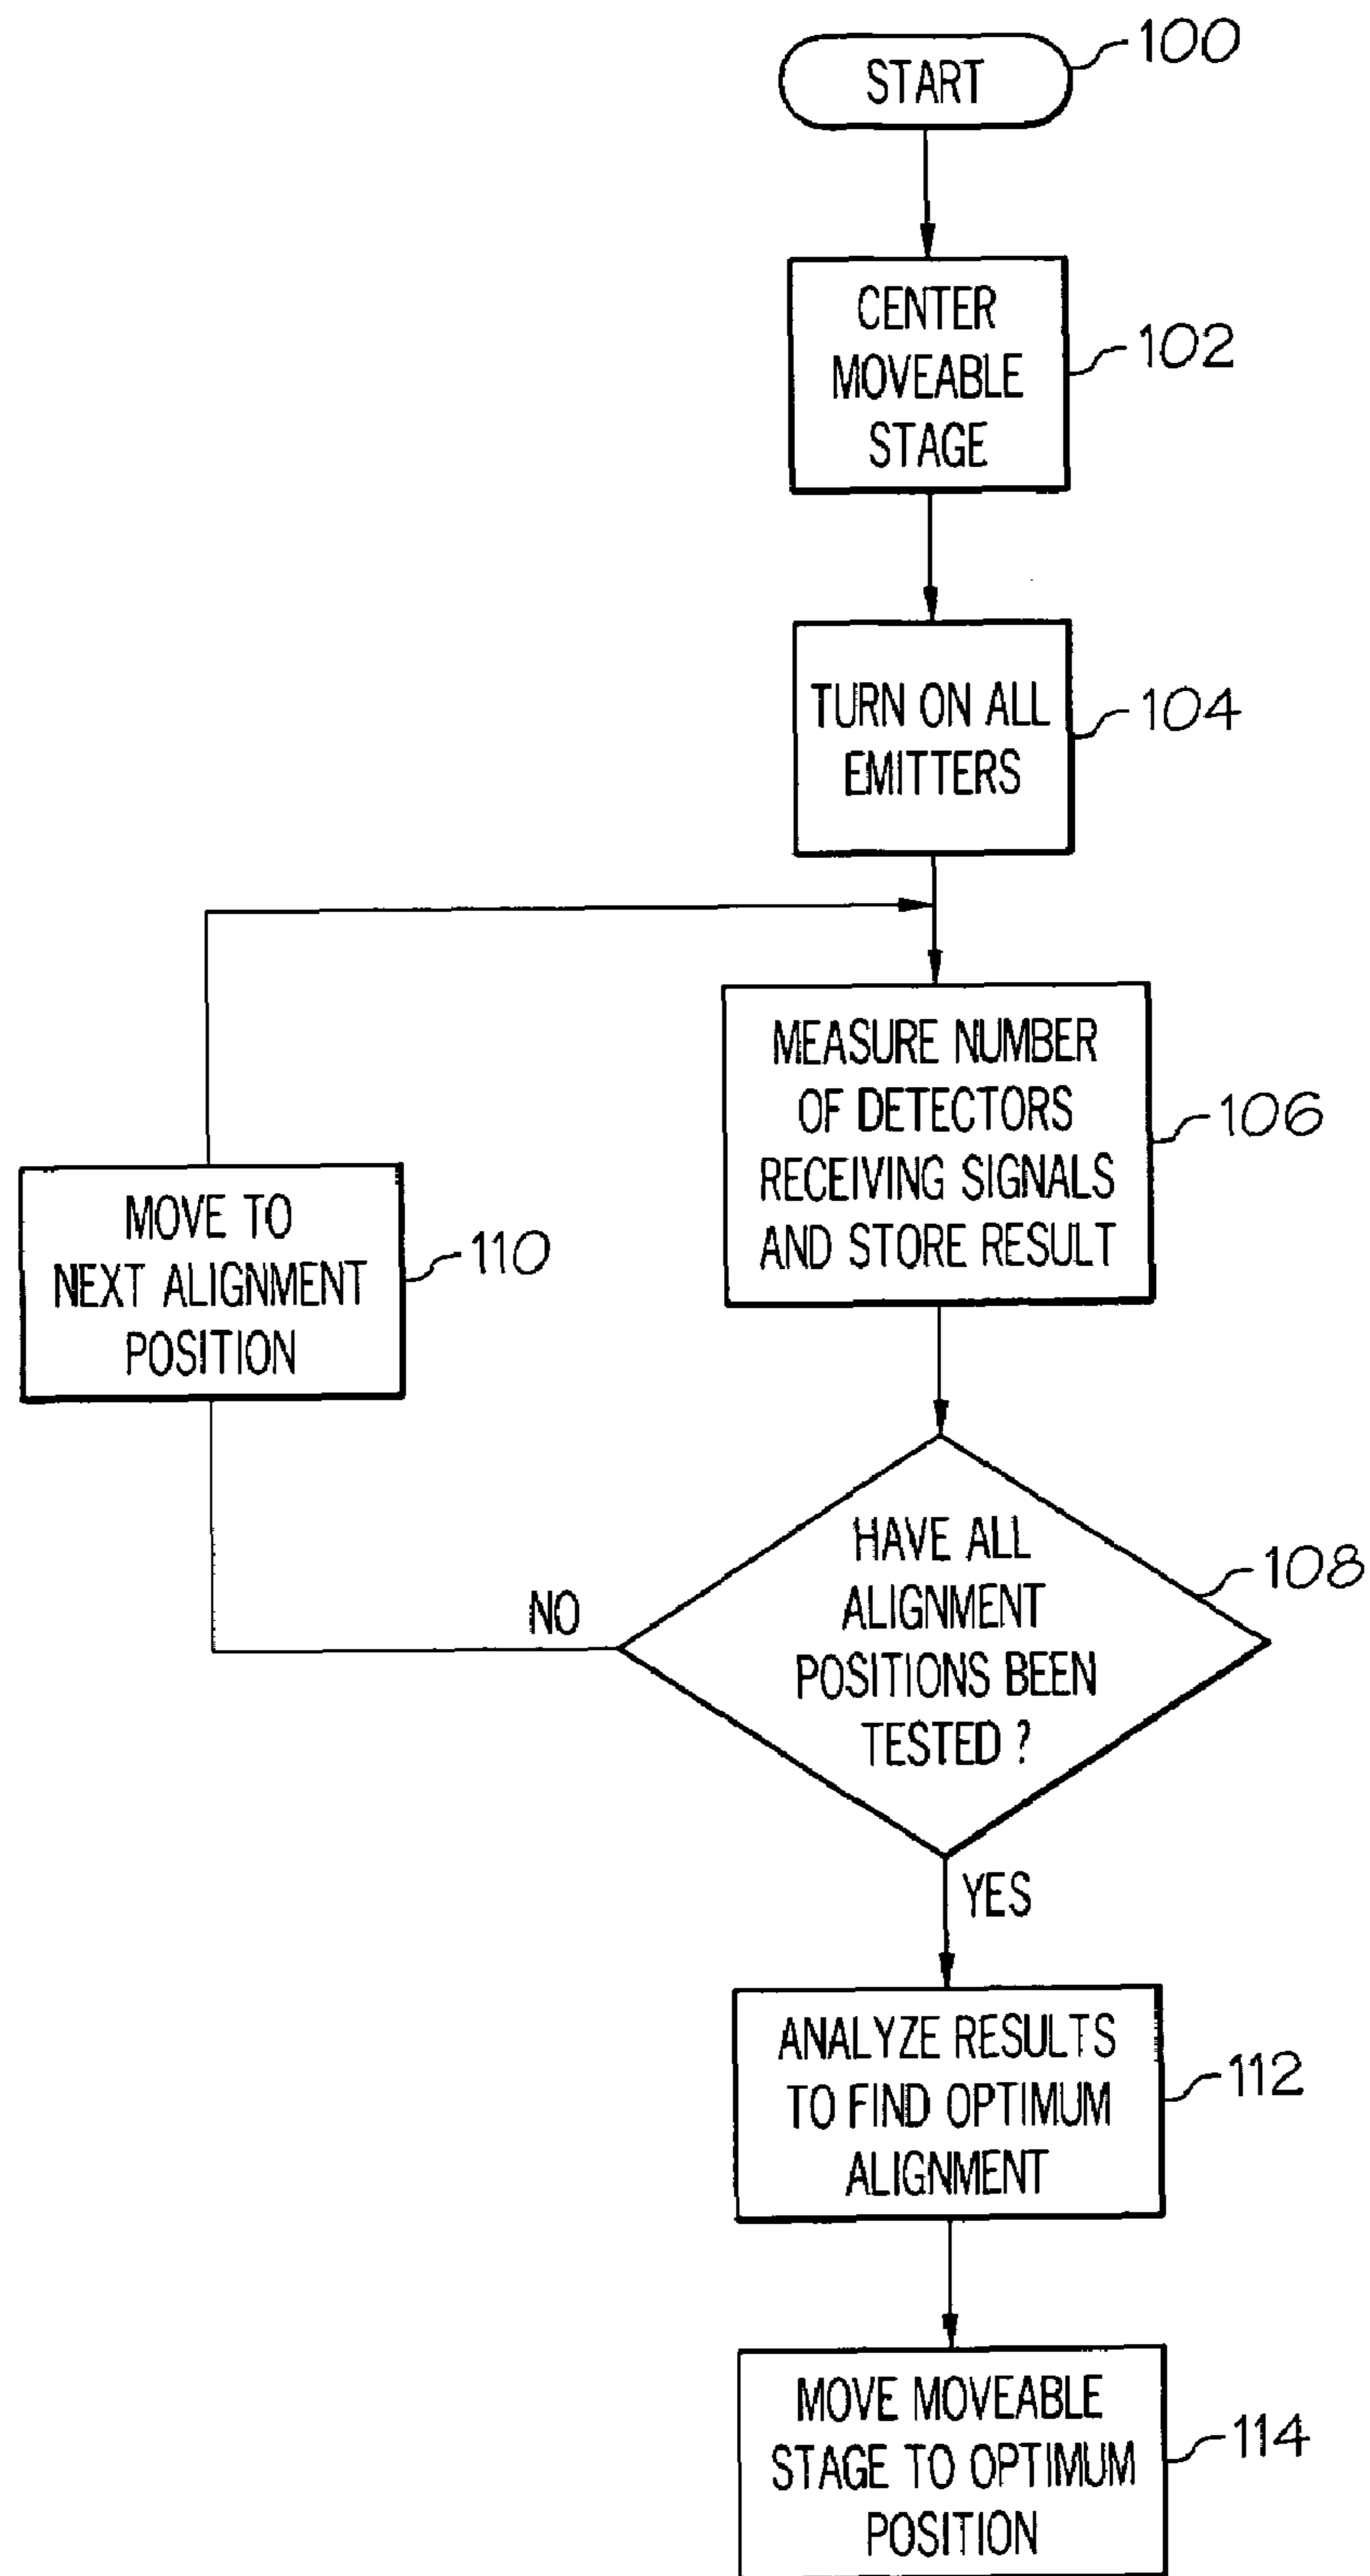 START
100
CENTER
MOVEABLE
STAGE
102
TURN ON ALL
EMITTERS
104
MEASURE NUMBER
OF DETECTORS
RECEIVING SIGNALS
AND STORE RESULT
106
MOVE TO
NEXT ALIGNMENT
POSITION
110
HAVE ALL
ALIGNMENT
POSITIONS BEEN
TESTED ?
108
NO
YES
ANALYZE RESULTS
TO FIND OPTIMUM
ALIGNMENT
112
MOVE MOVEABLE
STAGE TO OPTIMUM
POSITION
114